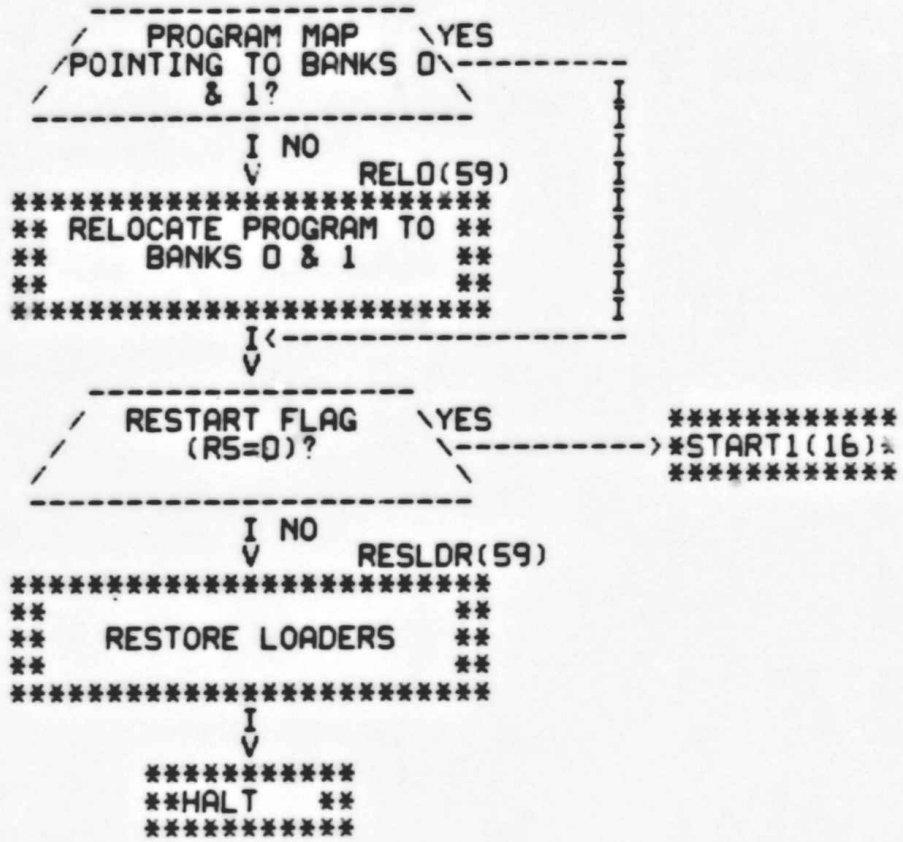 PROGRAM MAP YES
POINTING TO BANKS 0
& 1?
NO
RELO(59)
RELOCATE PROGRAM TO
BANKS 0 & 1
RESTART FLAG YES
(R5=0)?
*START1(16)*
NO
RESLDR(59)
RESTORE LOADERS
**HALT **